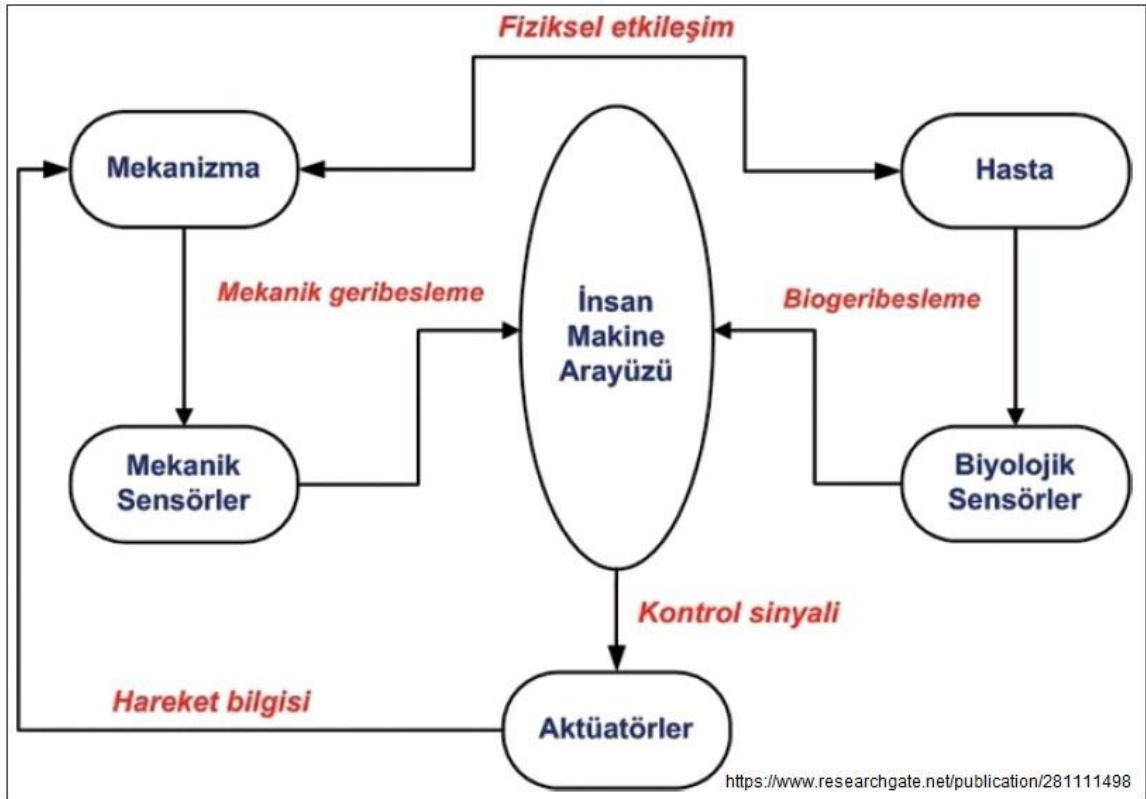 Fiziksel etkileşim
Mekanizma
Hasta
Mekanik geribesleme
İnsan
Makine
Arayüzü
Biogeribesleme
Mekanik
Sensörler
Biyolojik
Sensörler
Kontrol sinyali
Hareket bilgisi
Aktüatörler
https://www.researchgate.net/publication/281111498